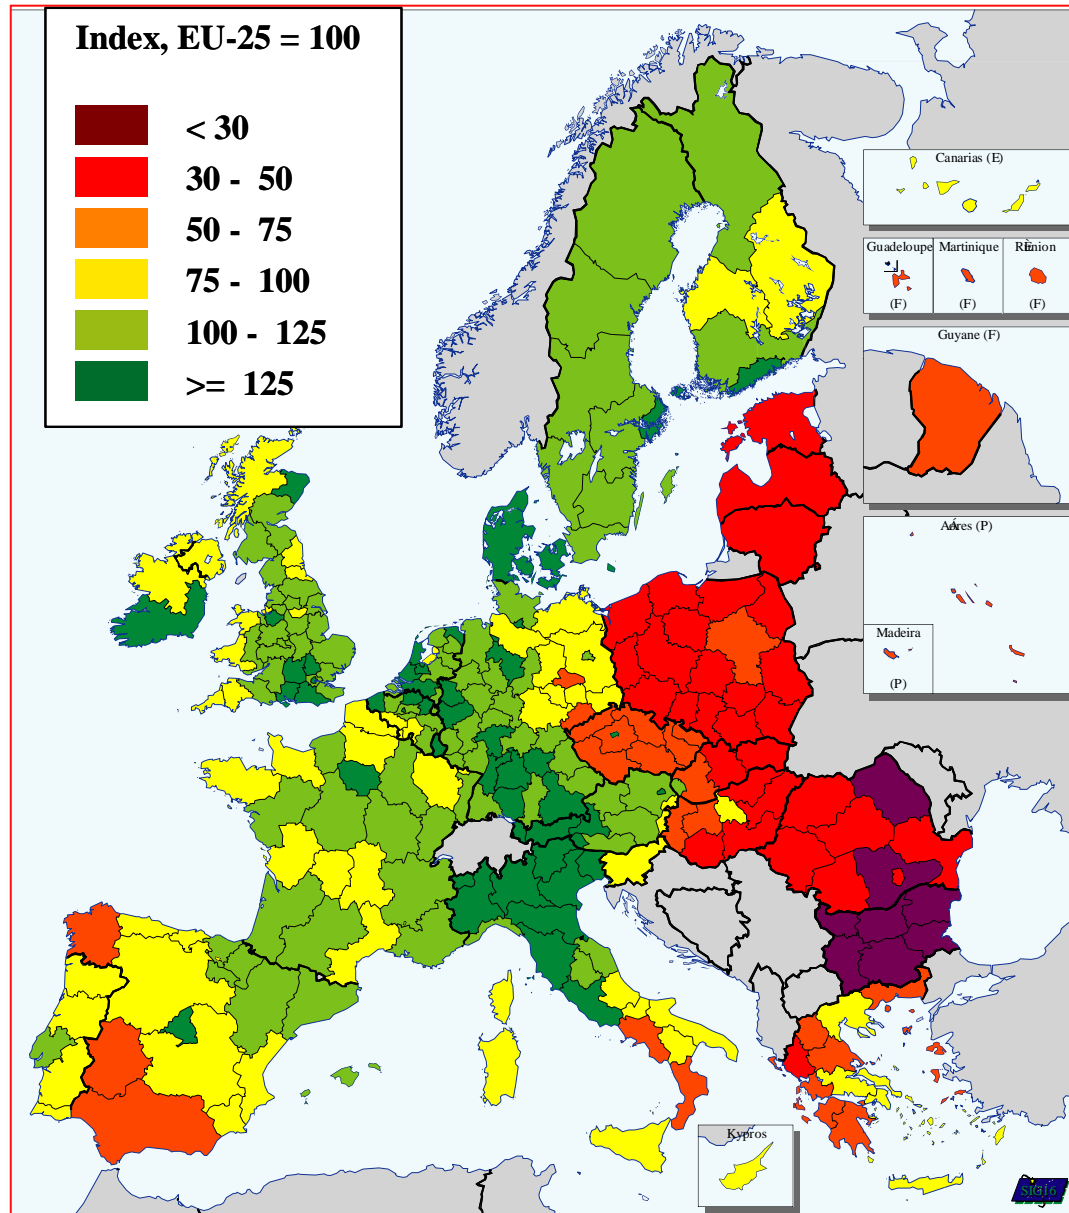 Index, EU-25 = 100
< 30
30 - 50
50 - 75
75 - 100
100 - 125
>= 125
Canarias (E)
Guadeloupe
Martinique
(F)
(F)
(F)
Guyane (F)
(P)
Madeira
(P)
Kypros